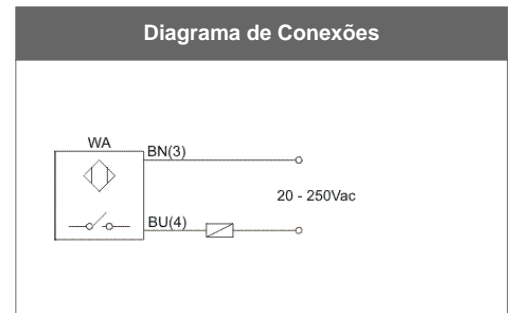 Diagrama de Conexões
WA
BN(3)
20 - 250Vac
BU(4)